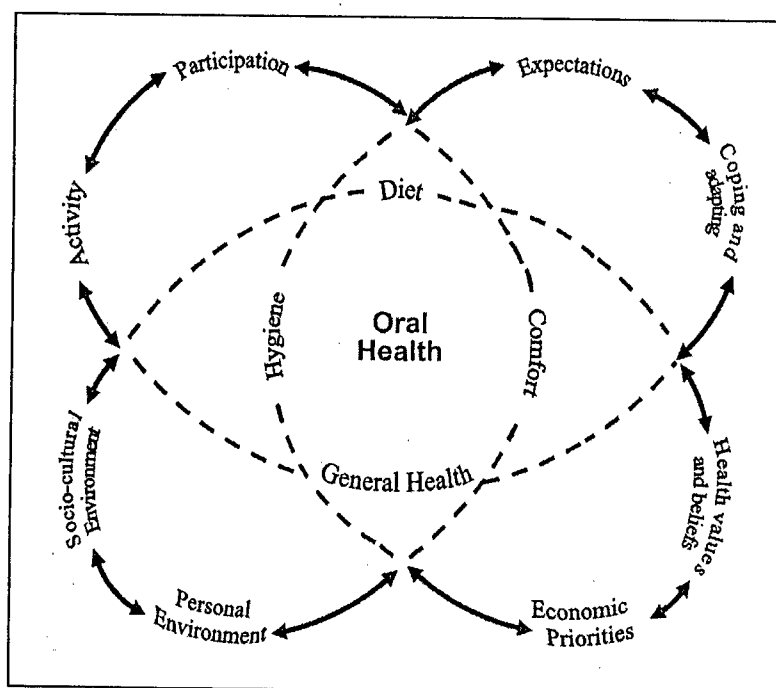 Participation
Expectations
Activity
Coping and
adapting
Diet
Hygiene
Oral
Health
Comfort
General Health
Socio-cultural
Environment
Health values
and beliefs
Personal
Environment
Economic
Priorities